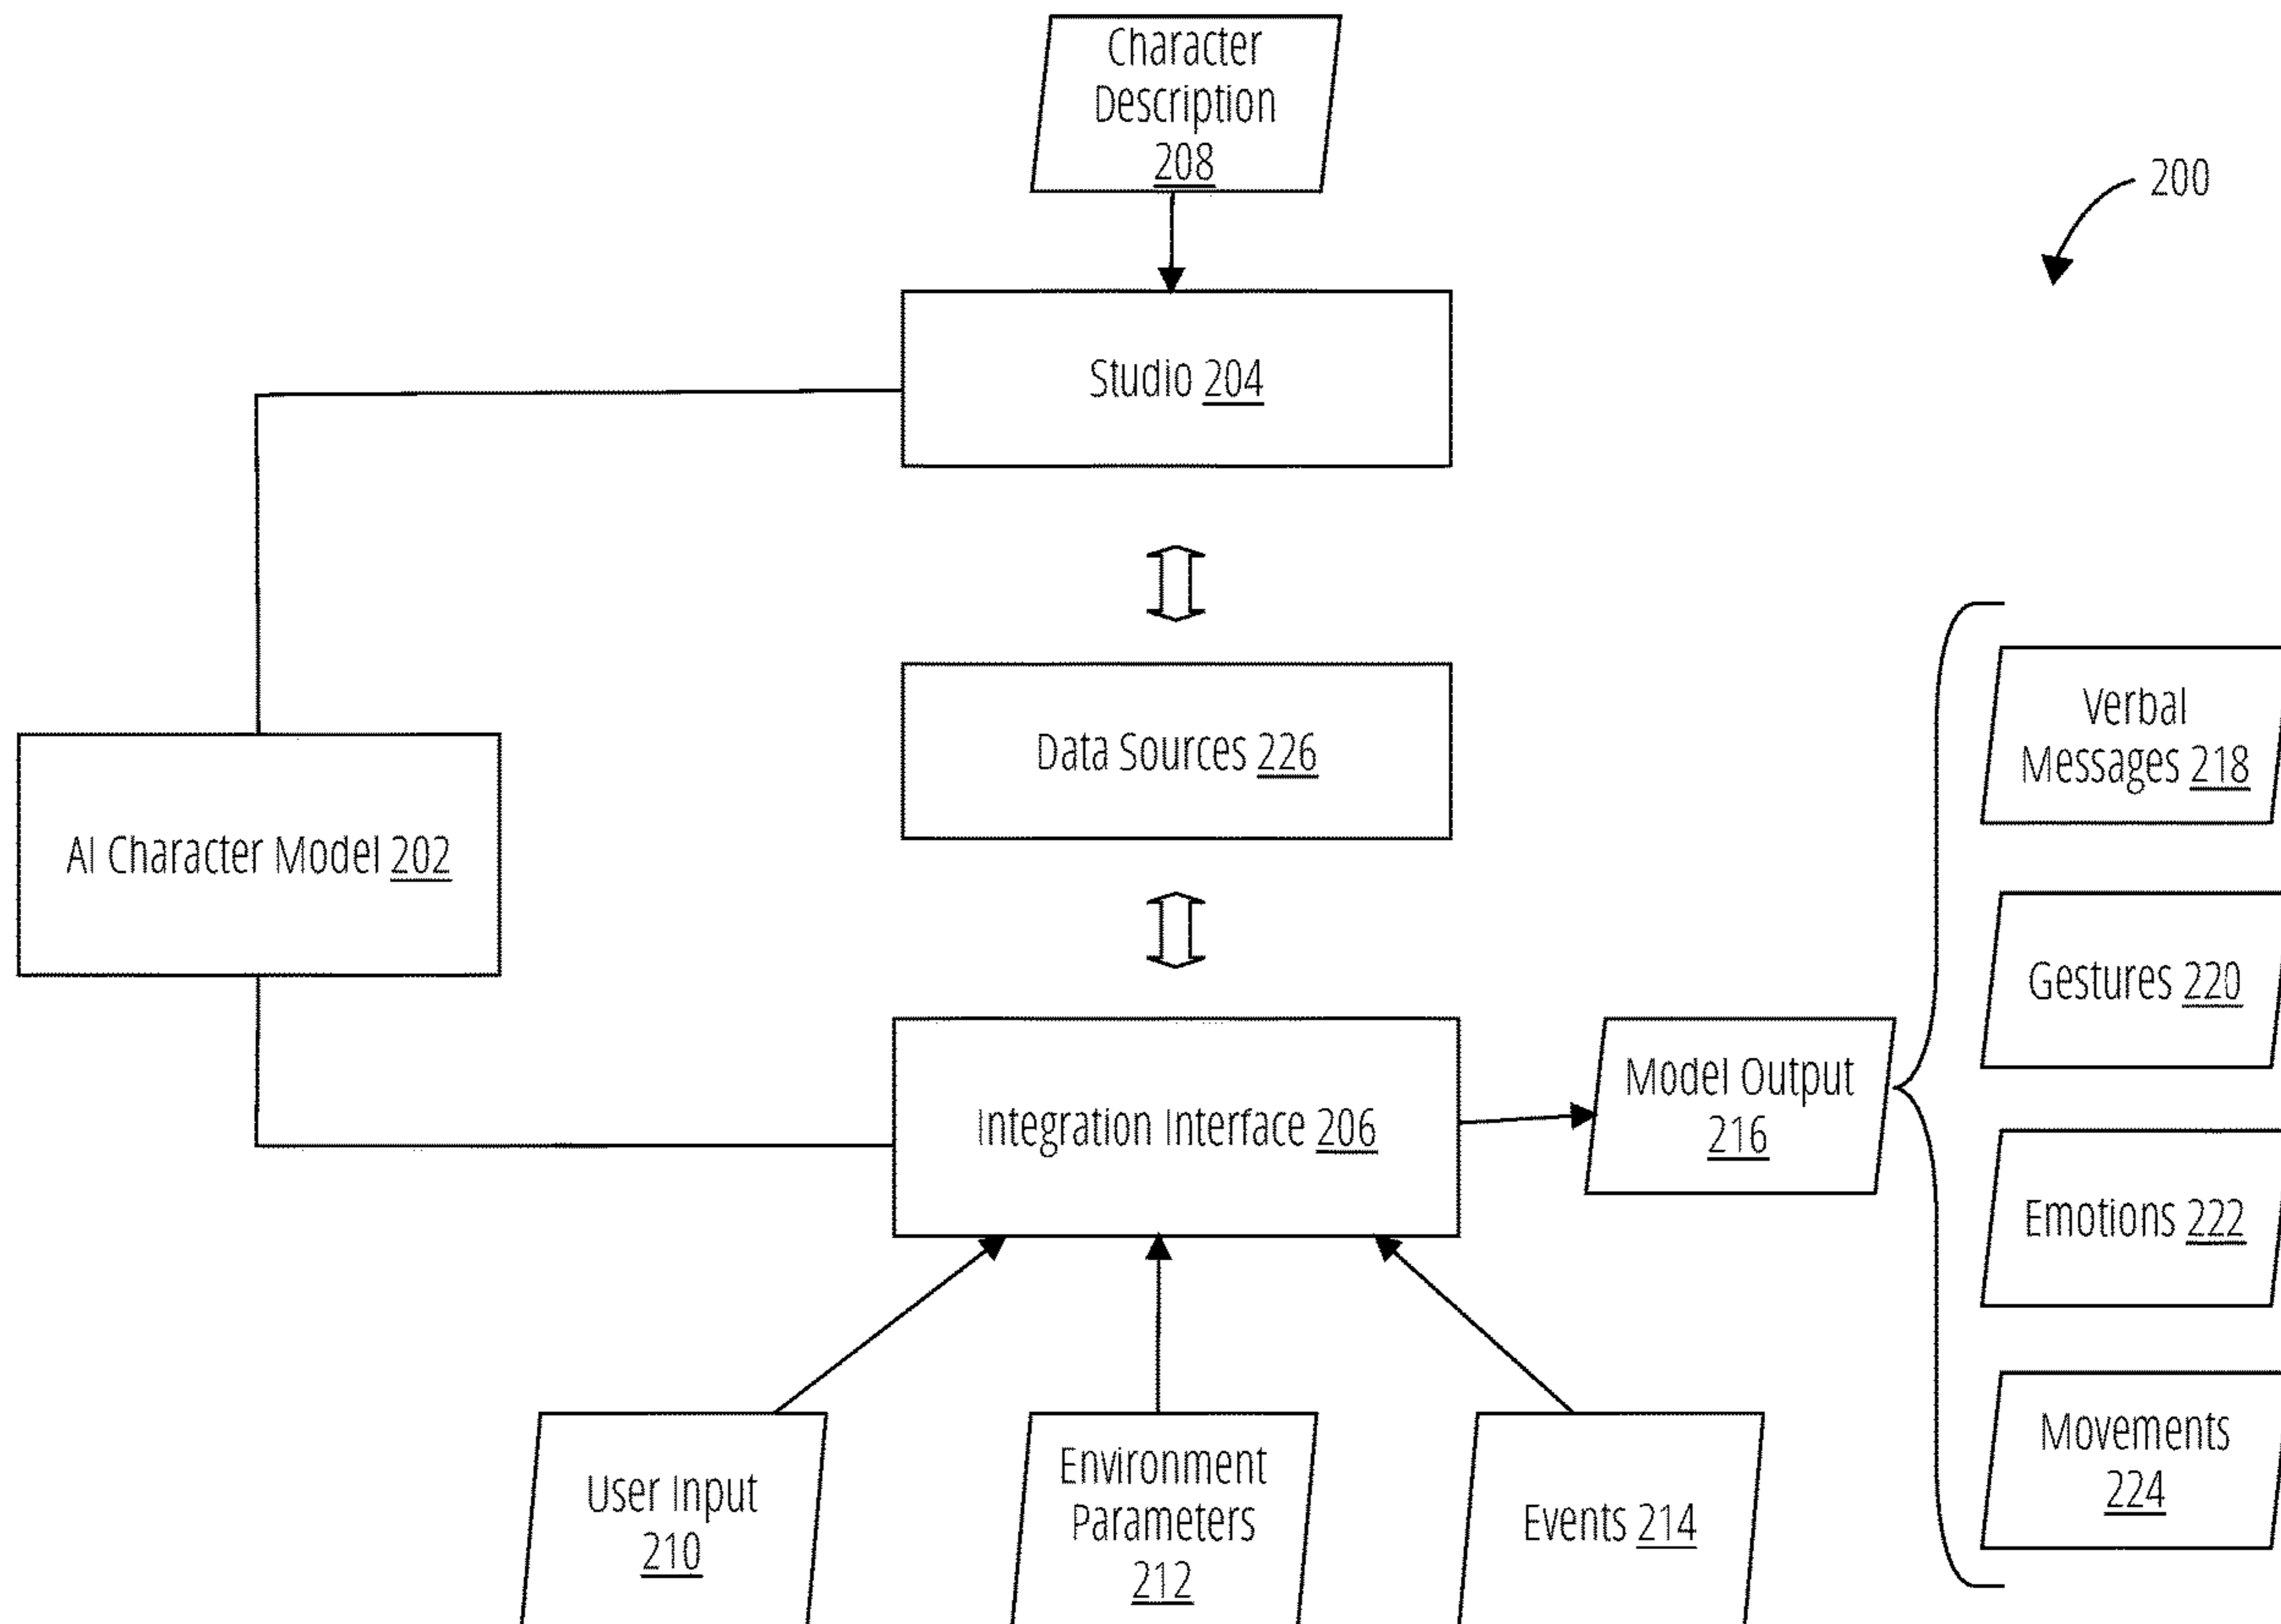 Character
Description
208
200
Studio 204
Data Sources 226
Verbal
Messages 218
AI Character Model 202
Gestures 220
Integration Interface 206
Model Output
216
Emotions 222
User Input
210
Environment
Parameters
212
Events 214
Movements
224